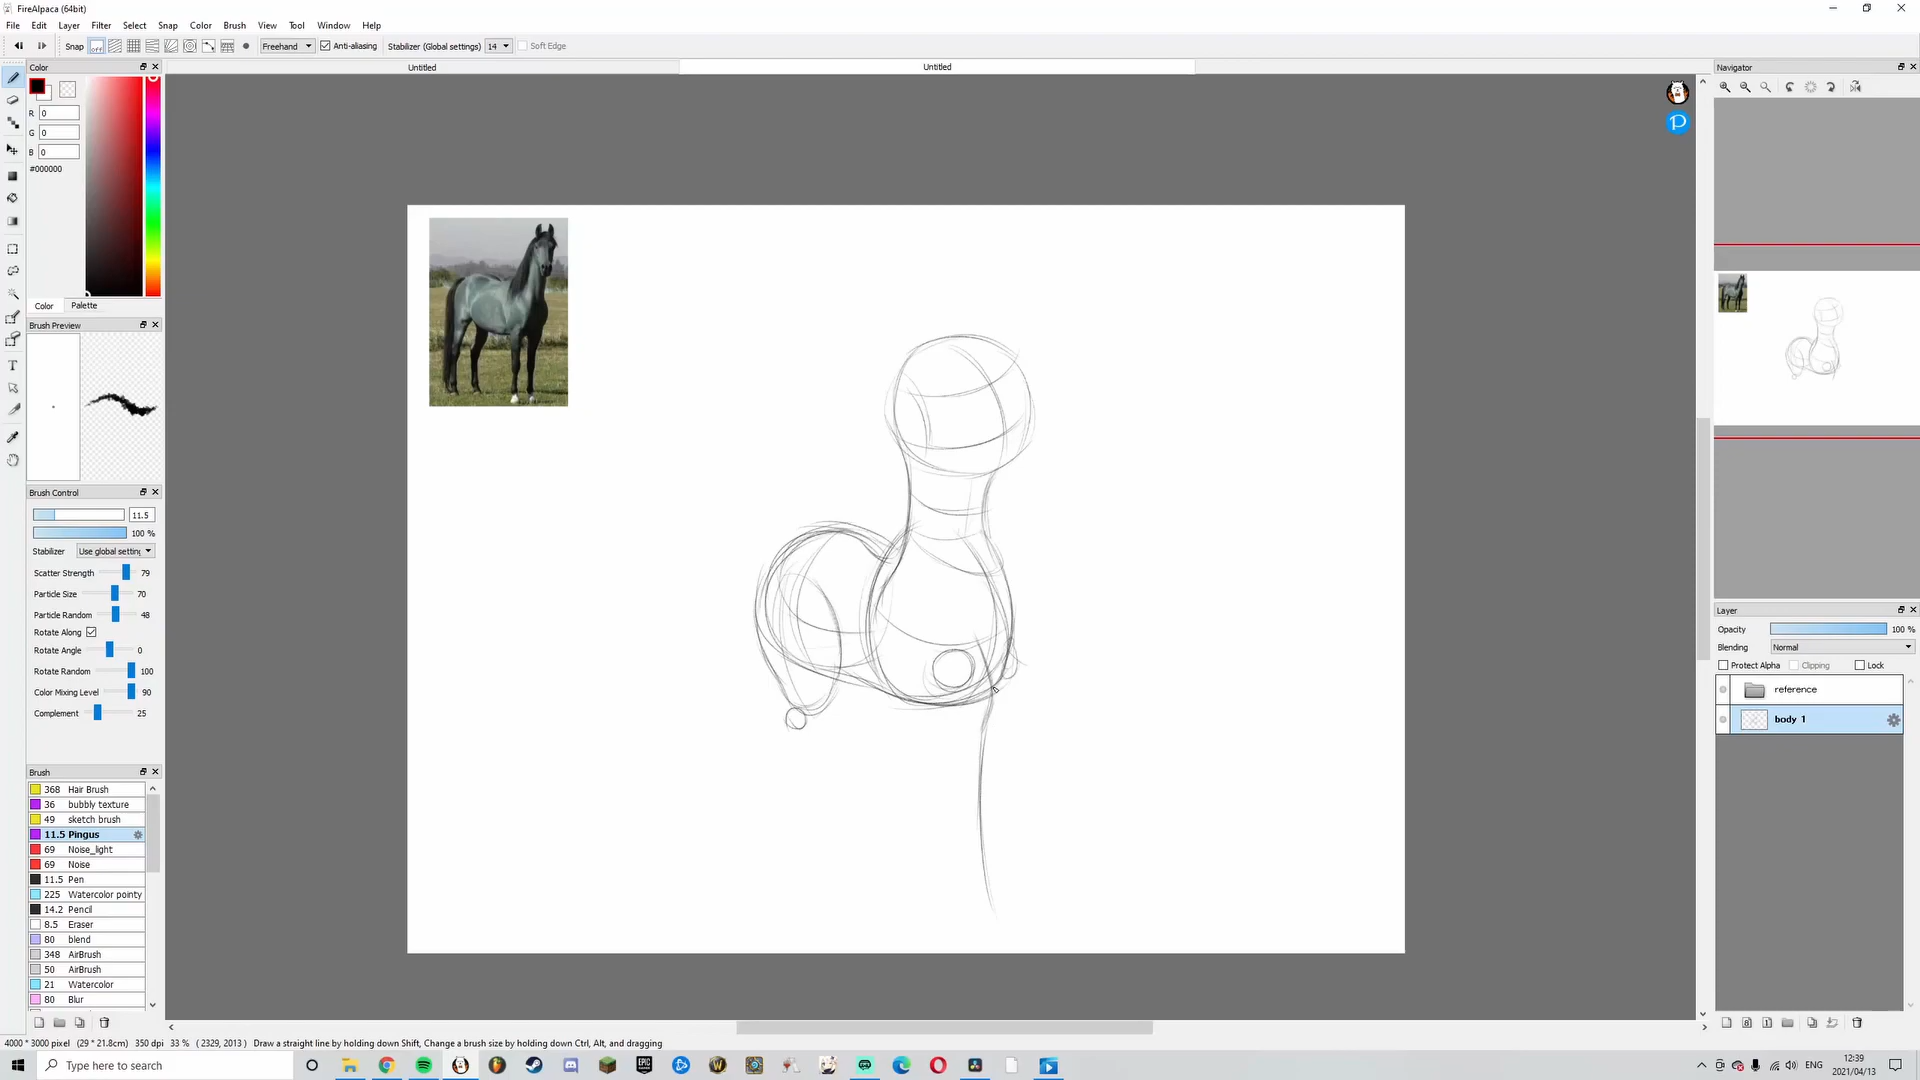 FireAlpaca (64bit)
File Edit Layer Filter Select Snap Color Brush View Tool Window Help
Snap off Freehand Anti-aliasing Stabilizer (Global settings) 14 Soft Edge
Color
Untitled
Untitled
Navigator
R 0
G 0
B 0
#000000
Color Palette
Brush Preview
Brush Control
11.5
100 %
Stabilizer Use global setting
Scatter Strength 79
Particle Size 70
Particle Random 48
Rotate Along
Rotate Angle 0
Rotate Random 100
Color Mixing Level 90
Complement 25
Brush
368 Hair Brush
36 bubbly texture
49 sketch brush
11.5 Pingus
69 Noise_light
69 Noise
11.5 Pen
225 Watercolor pointy
14.2 Pencil
8.5 Eraser
80 blend
348 AirBrush
50 AirBrush
21 Watercolor
80 Blur
Layer
Opacity 100 %
Blending Normal
Protect Alpha Clipping Lock
reference
body 1
4000 * 3000 pixel (29 * 21.8cm) 350 dpi 33 % ( 2329, 2013 ) Draw a straight line by holding down Shift, Change a brush size by holding down Ctrl, Alt, and dragging
Type here to search
EPIC
ENG
12:39
2021/04/13